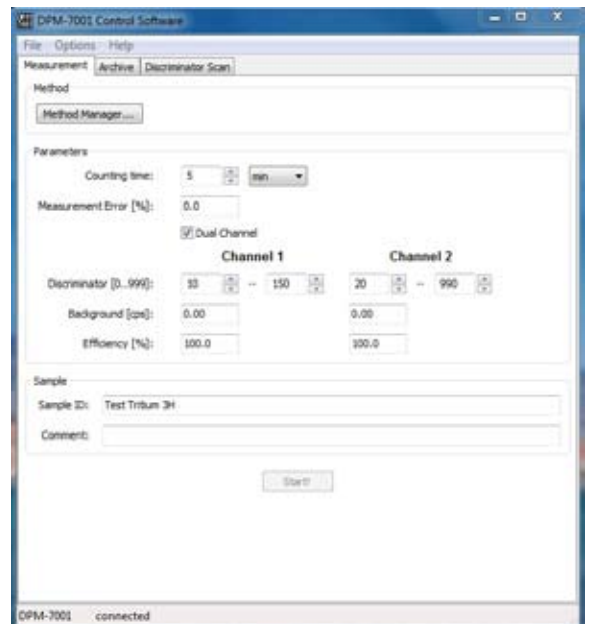 DPM-7001 Control Software
File Options Help
Measurement Archive Discriminator Scan
Method
Method Manager....
Parameters
Counting time: 5 min
Measurement Error [%]: 0.0
Dual Channel
Channel 1 Channel 2
Discriminator [0...999]: 10 -- 150 20 -- 990
Background [cps]: 0.00 0.00
Efficiency [%]: 100.0 100.0
Sample
Sample ID: Test Tritium 3H
Comment:
Start!
DPM-7001 connected